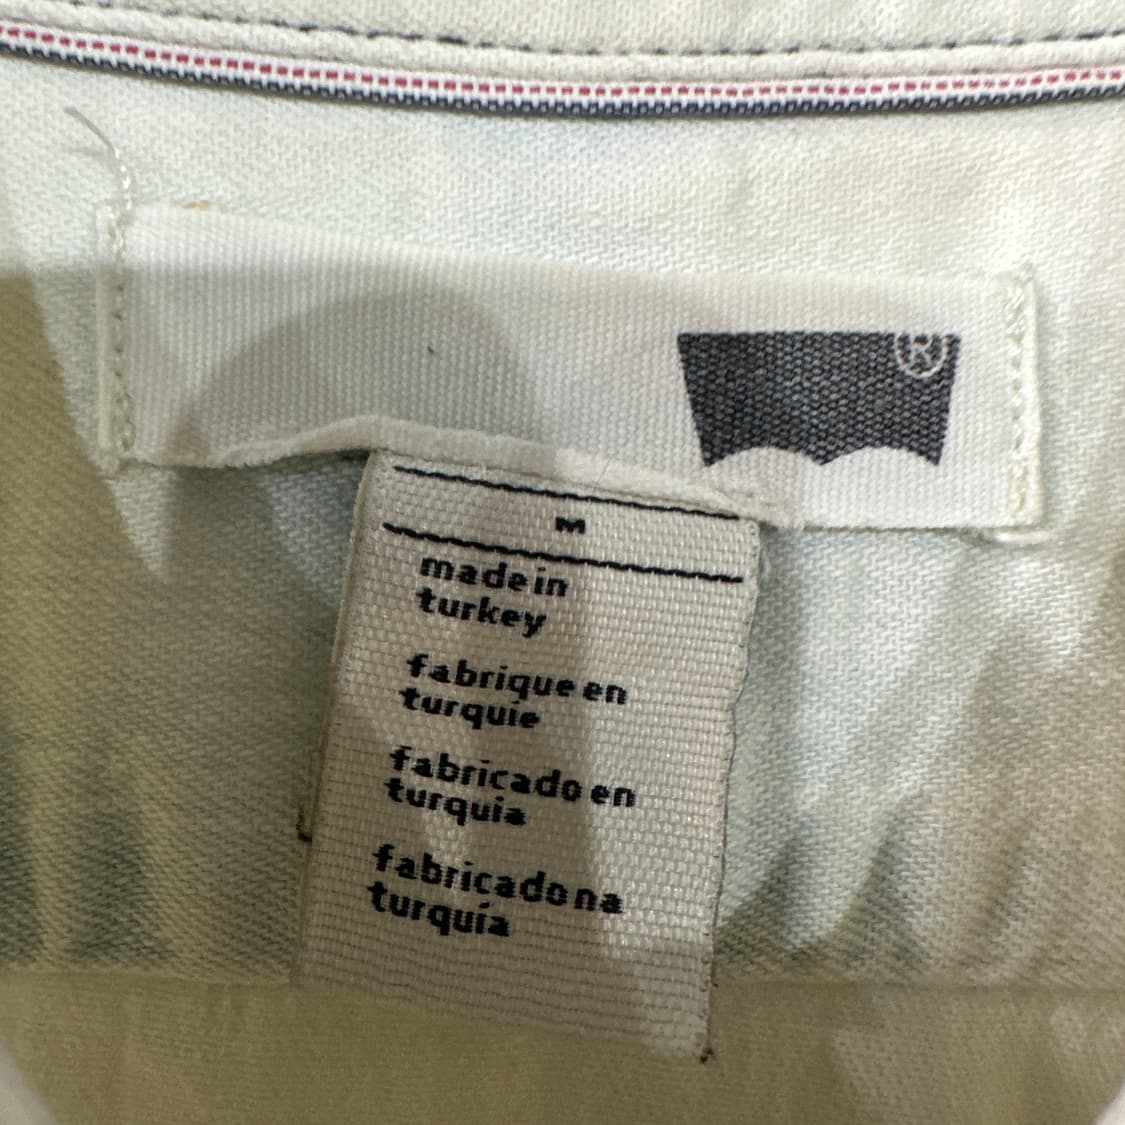 ®
M
made in
turkey
fabrique en
turquie
fabricado en
turquia
fabricado na
turquía